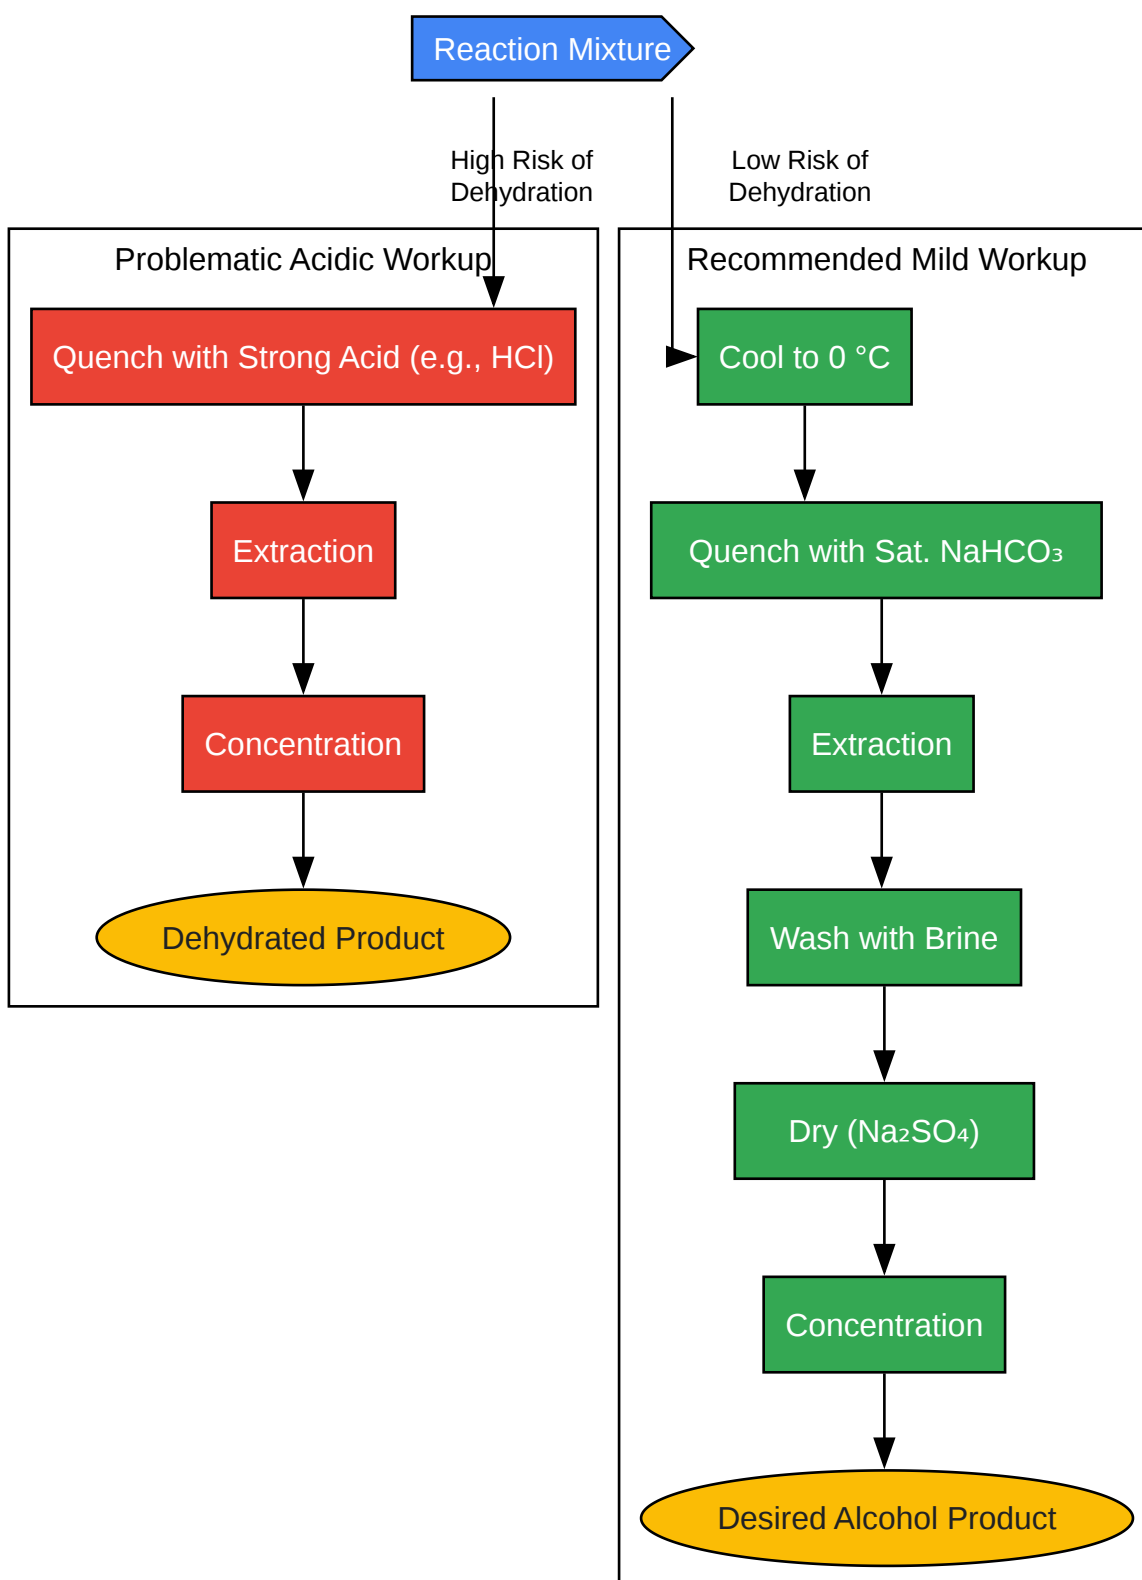 Reaction Mixture
High Risk of
Dehydration
Low Risk of
Dehydration
Problematic Acidic Workup
Quench with Strong Acid (e.g., HCl)
Extraction
Concentration
Dehydrated Product
Recommended Mild Workup
Cool to 0 °C
Quench with Sat. NaHCO₃
Extraction
Wash with Brine
Dry (Na₂SO₄)
Concentration
Desired Alcohol Product